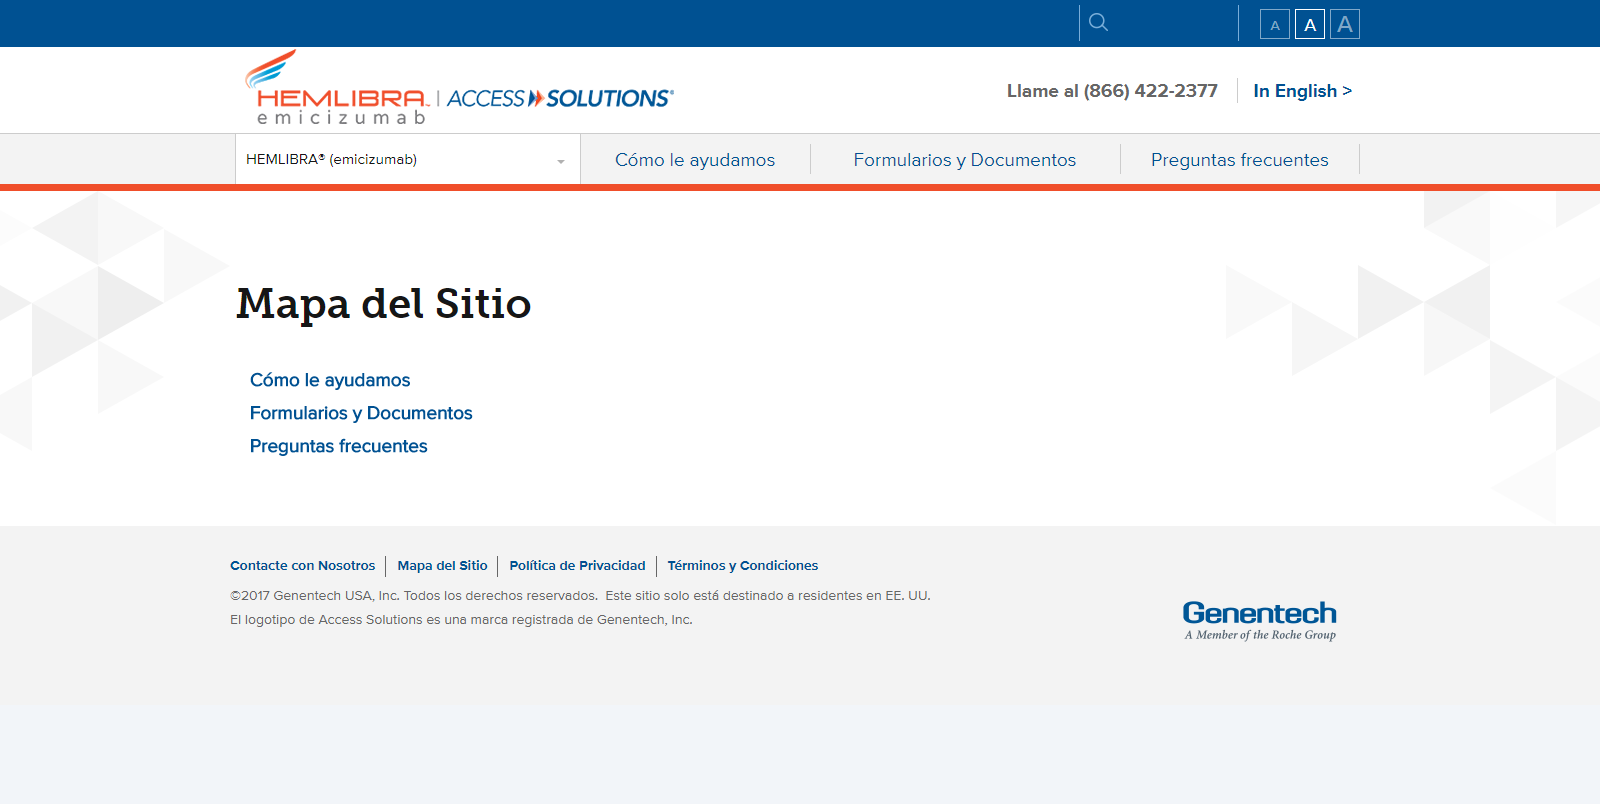 A A A
HEMLIBRA™ | ACCESS SOLUTIONS®
emicizumab
Llame al (866) 422-2377
In English >
HEMLIBRA® (emicizumab)
Cómo le ayudamos
Formularios y Documentos
Preguntas frecuentes
Mapa del Sitio
Cómo le ayudamos
Formularios y Documentos
Preguntas frecuentes
Contacte con Nosotros | Mapa del Sitio | Política de Privacidad | Términos y Condiciones
©2017 Genentech USA, Inc. Todos los derechos reservados. Este sitio solo está destinado a residentes en EE. UU.
El logotipo de Access Solutions es una marca registrada de Genentech, Inc.
Genentech
A Member of the Roche Group